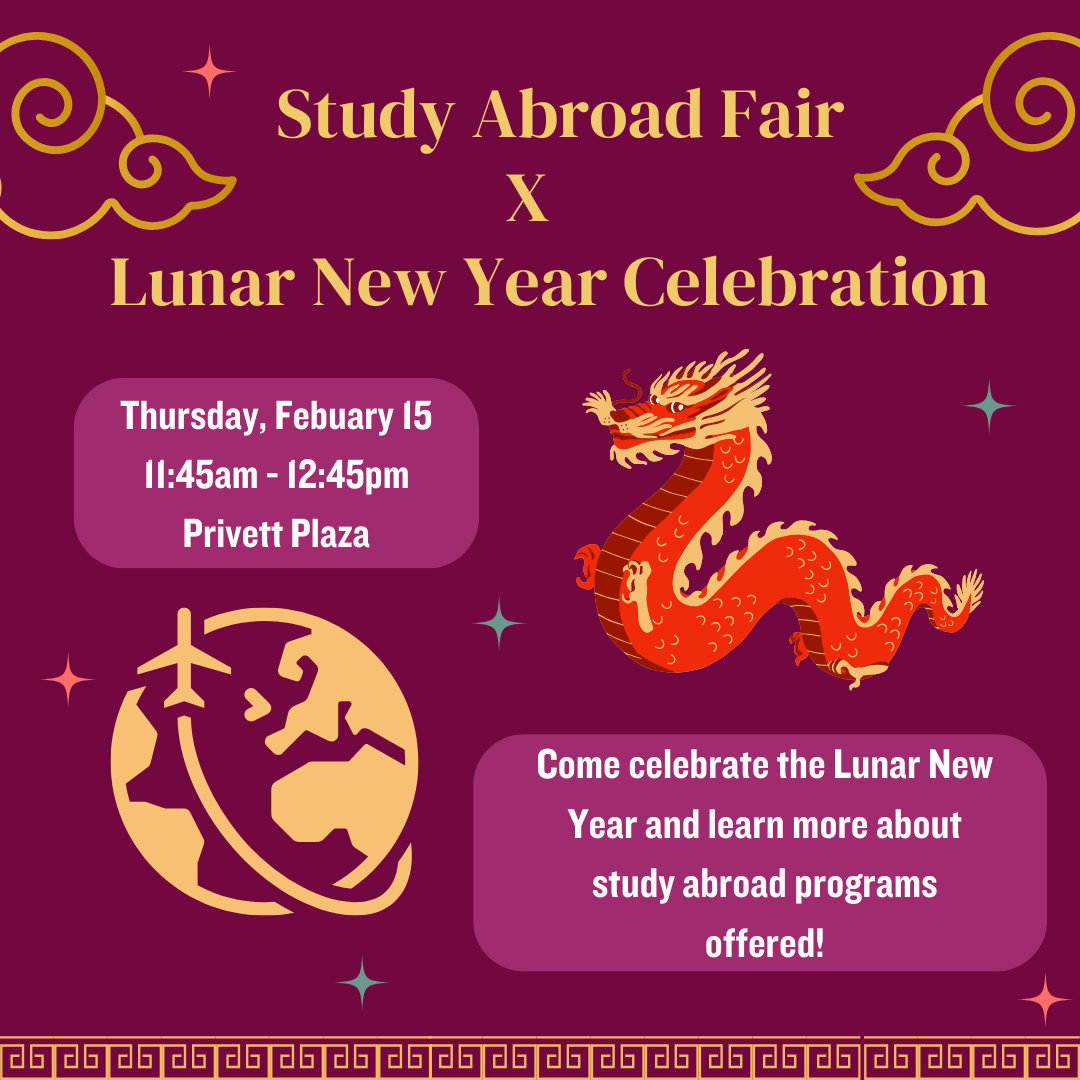 Study Abroad Fair
X
Lunar New Year Celebration
Thursday, Febuary 15
11:45am - 12:45pm
Privett Plaza
Come celebrate the Lunar New
Year and learn more about
study abroad programs
offered!